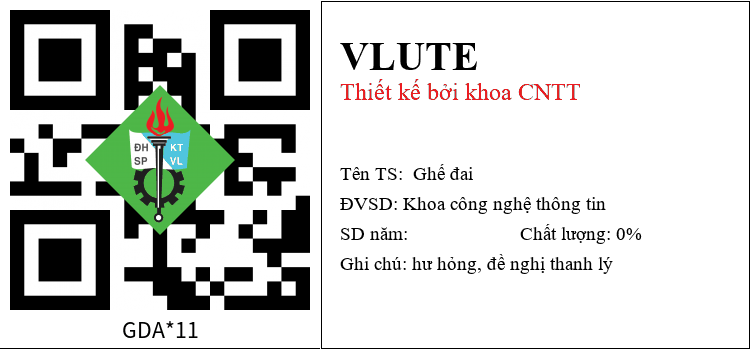 ĐH KT
SP VL
GDA*11
VLUTE
Thiết kế bởi khoa CNTT
Tên TS: Ghế đai
ĐVSD: Khoa công nghệ thông tin
SD năm: Chất lượng: 0%
Ghi chú: hư hỏng, đề nghị thanh lý